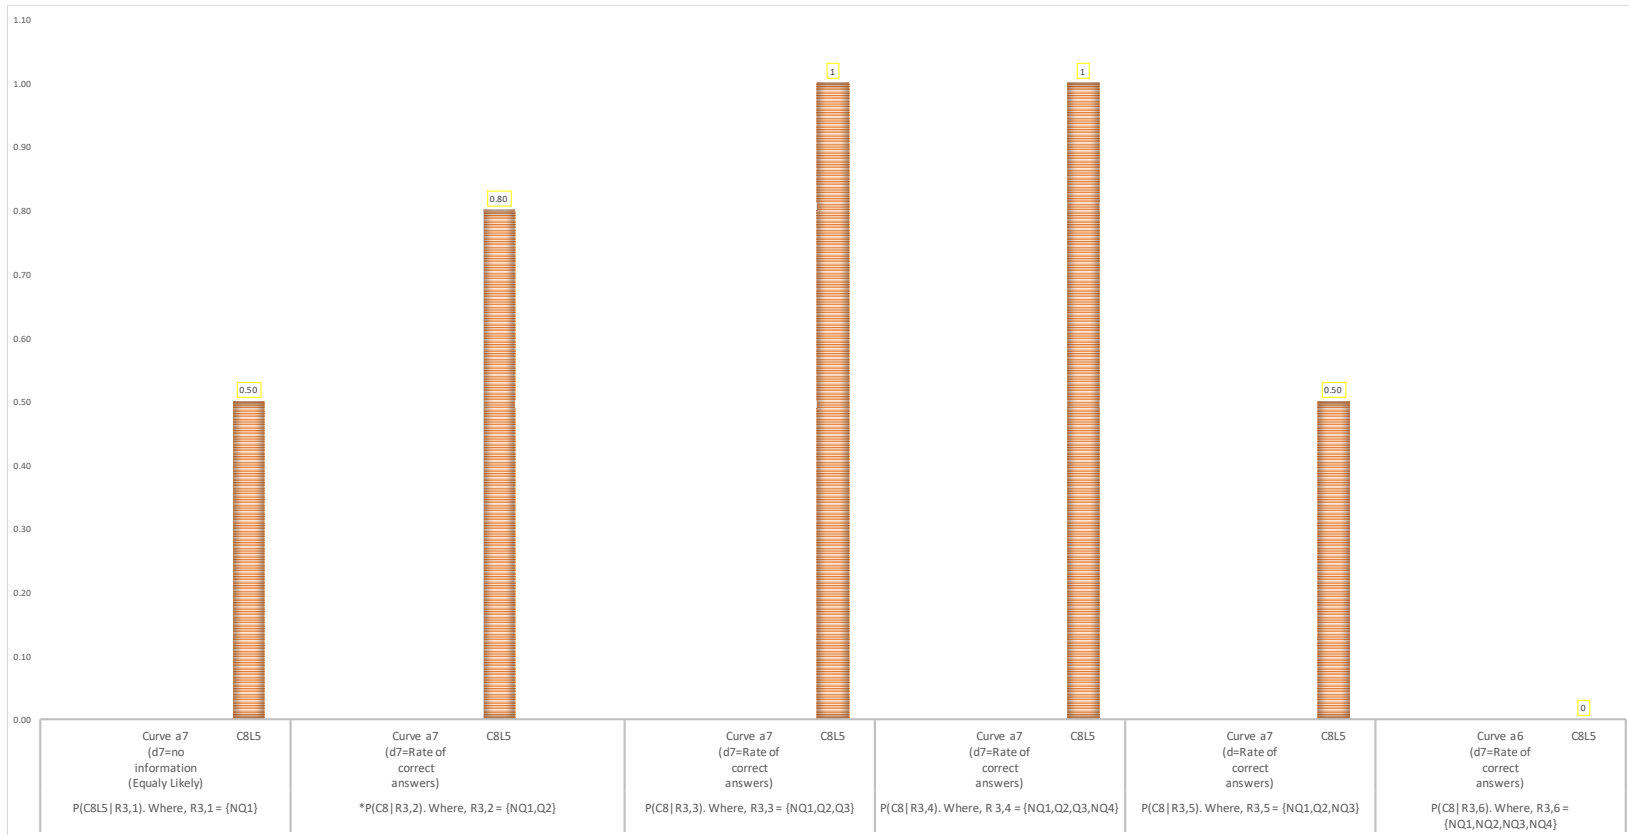 1.10
1.00
0.90
0.80
0.70
0.60
0.50
0.40
0.30
0.20
0.10
0.00
0.50
0.80
1
1
0.50
0
Curve a7
(d7=no
information
(Equaly Likely)
C8L5
P(C8L5|R3,1). Where, R3,1 = {NQ1}
Curve a7
(d7=Rate of
correct
answers)
C8L5
*P(C8|R3,2). Where, R3,2 = {NQ1,Q2}
Curve a7
(d7=Rate of
correct
answers)
C8L5
P(C8|R3,3). Where, R3,3 = {NQ1,Q2,Q3}
Curve a7
(d7=Rate of
correct
answers)
C8L5
P(C8|R3,4). Where, R 3,4 = {NQ1,Q2,Q3,NQ4}
Curve a7
(d=Rate of
correct
answers)
C8L5
P(C8|R3,5). Where, R3,5 = {NQ1,Q2,NQ3}
Curve a6
(d7=Rate of
correct
answers)
C8L5
P(C8|R3,6). Where, R3,6 =
{NQ1,NQ2,NQ3,NQ4}